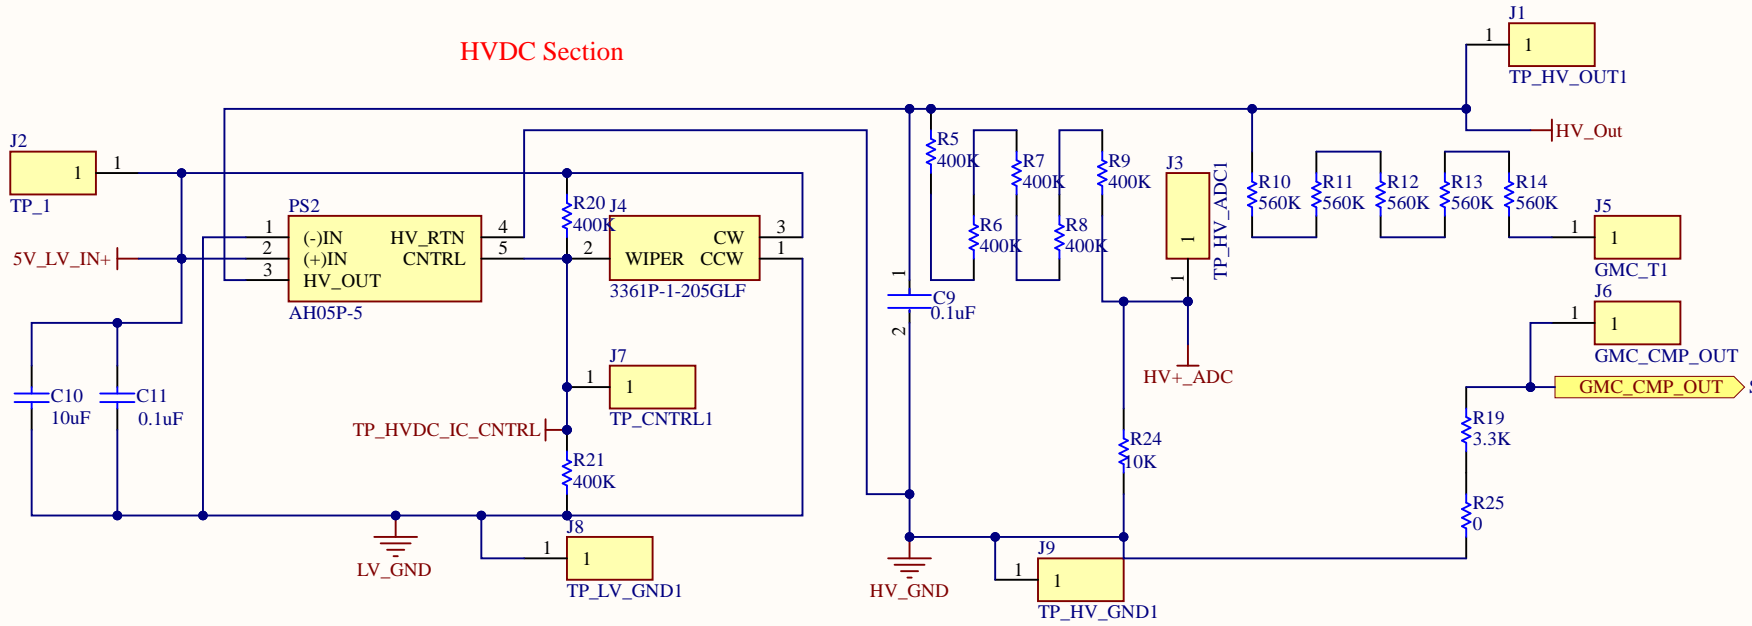 HVDC Section
J1
1
1
TP_HV_OUT1
HV_Out
J2
1
1
TP_1
5V_LV_IN+
PS2
1
2
3
(-)IN
(+)IN
HV_OUT
HV_RTN
CNTRL
4
5
AH05P-5
R20
400K
J4
2
WIPER
CW
CCW
3
1
3361P-1-205GLF
R5
400K
R6
400K
R7
400K
R8
400K
R9
400K
J3
1
1
TP_HV_ADC1
R10
560K
R11
560K
R12
560K
R13
560K
R14
560K
J5
1
1
GMC_T1
J6
1
1
GMC_CMP_OUT
GMC_CMP_OUT
1
2
C9
0.1uF
HV+_ADC
C10
10uF
C11
0.1uF
J7
1
1
TP_CNTRL1
TP_HVDC_IC_CNTRL
R21
400K
R24
10K
R19
3.3K
R25
0
LV_GND
J8
1
1
TP_LV_GND1
HV_GND
J9
1
1
TP_HV_GND1